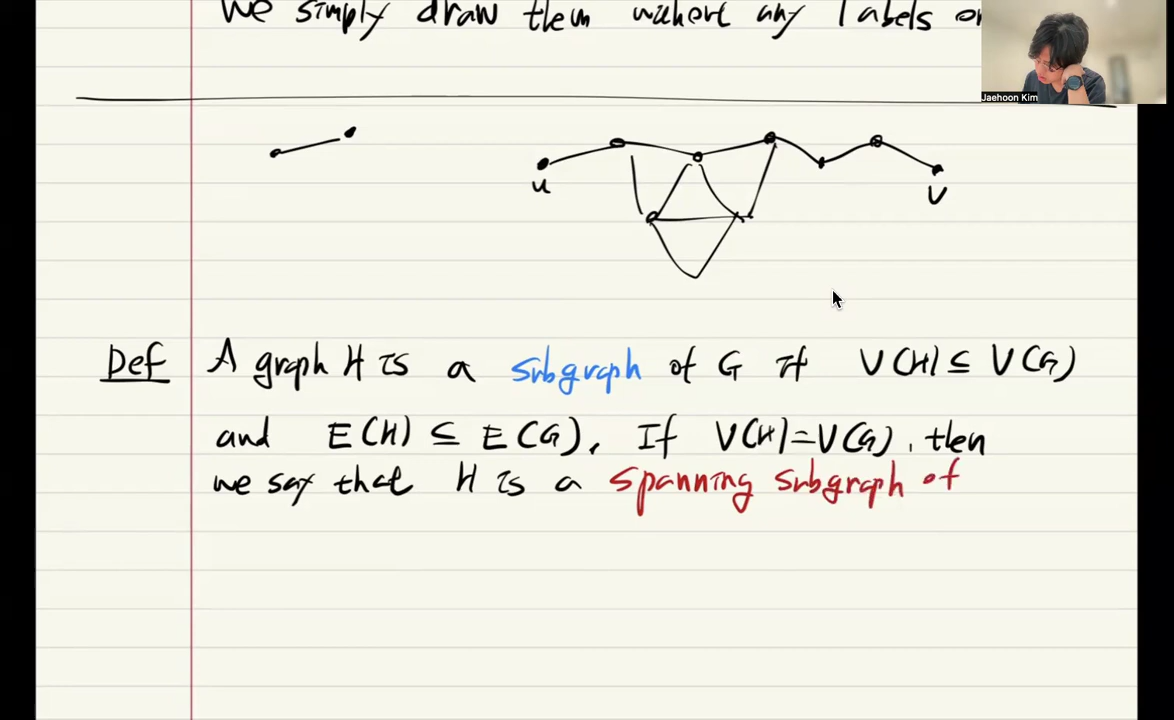 we simply draw them without any labels on
Jaehoon Kim
u
v
Def A graph H is a subgraph of G if V(H) ⊆ V(G)
and E(H) ⊆ E(G). If V(H)=V(G), then
we say that H is a spanning subgraph of